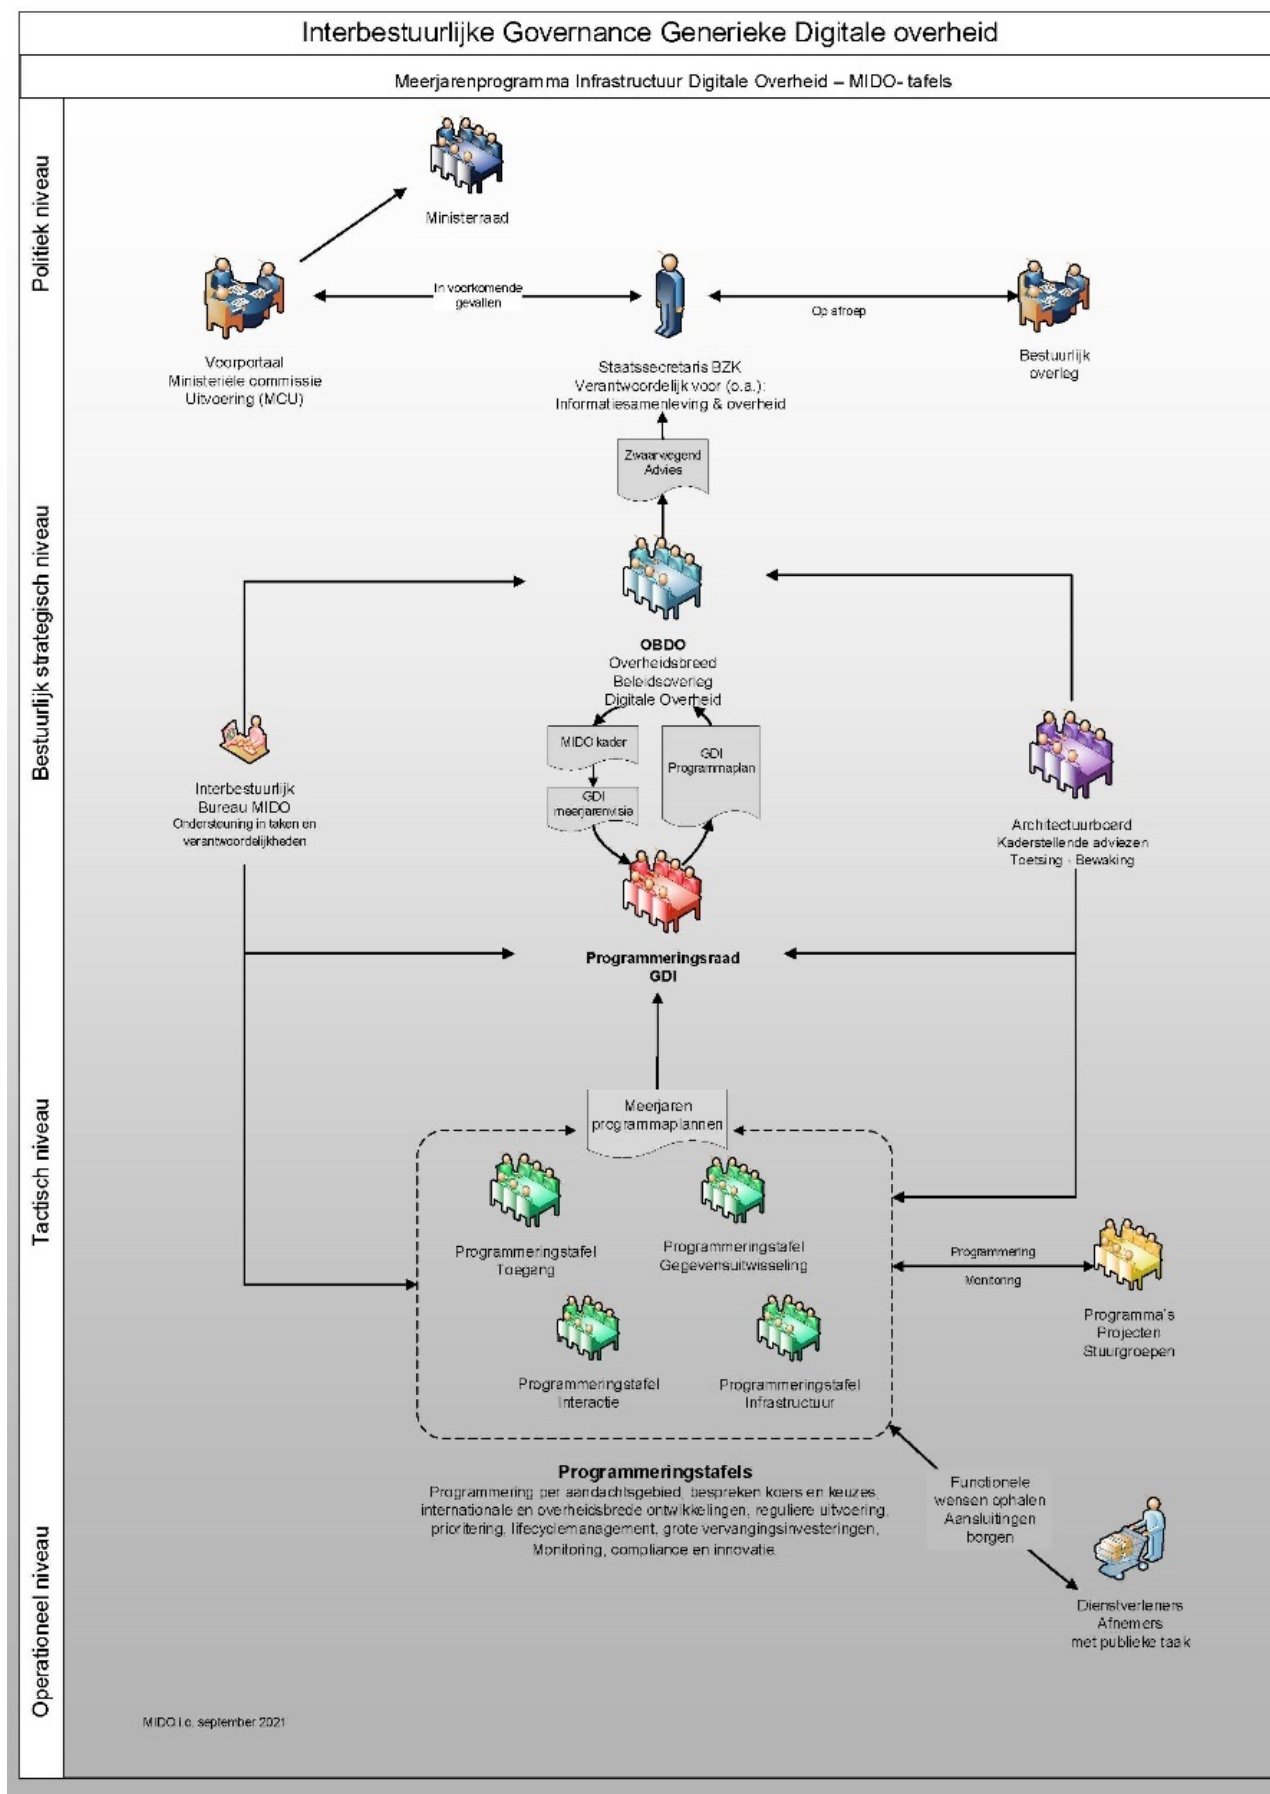 Interbestuurlijke Governance Generieke Digitale overheid
Meerjarenprogramma Infrastructuur Digitale Overheid – MIDO- tafels
Politiek niveau
Ministerraad
In voorkomende
gevallen
Op afroep
Voorportaal
Ministeriële commissie
Uitvoering (MCU)
Staatssecretaris BZK
Verantwoordelijk voor (o.a.):
Informatiesamenleving & overheid
Bestuurlijk
overleg
Zwaarwegend
Advies
Bestuurlijk strategisch niveau
OBDO
Overheidsbreed
Beleidsoverleg
Digitale Overheid
MIDO kader
GDI
meerjarenvisie
GDI
Programmaplan
Interbestuurlijk
Bureau MIDO
Ondersteuning in taken en
verantwoordelijkheden
Architectuurboard
Kaderstellende adviezen
Toetsing - Bewaking
Programmeringsraad
GDI
Tactisch niveau
Meerjaren
programmaplannen
Programmeringstafel
Toegang
Programmeringstafel
Gegevensuitwisseling
Programmeringstafel
Interactie
Programmeringstafel
Infrastructuur
Programmering
Monitoring
Programma's
Projecten
Stuurgroepen
Programmeringstafels
Programmering per aandachtsgebied, bespreken koers en keuzes,
internationale en overheidsbrede ontwikkelingen, reguliere uitvoering,
prioritering, lifecyclemanagement, grote vervangingsinvesteringen,
Monitoring, compliance en innovatie.
Functionele
wensen ophalen
Aansluitingen
borgen
Operationeel niveau
Dienstverleners
Afnemers
met publieke taak
MIDO i.o. september 2021